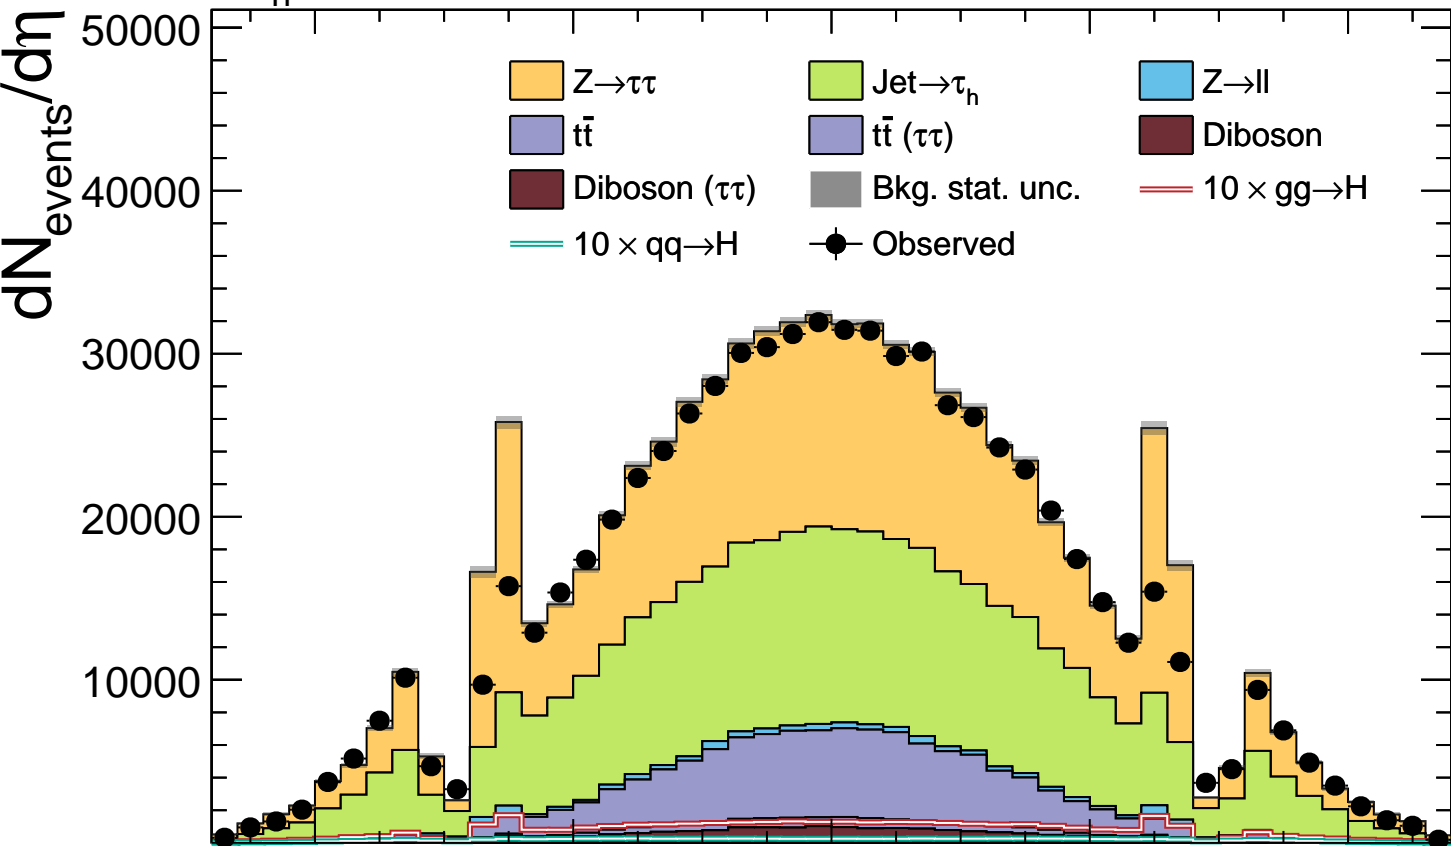 dN_events/dη
50000
40000
30000
20000
10000
Z→ττ Jet→τ_h Z→ll
tt̄ tt̄ (ττ) Diboson
Diboson (ττ) Bkg. stat. unc. 10 × gg→H
10 × qq→H Observed